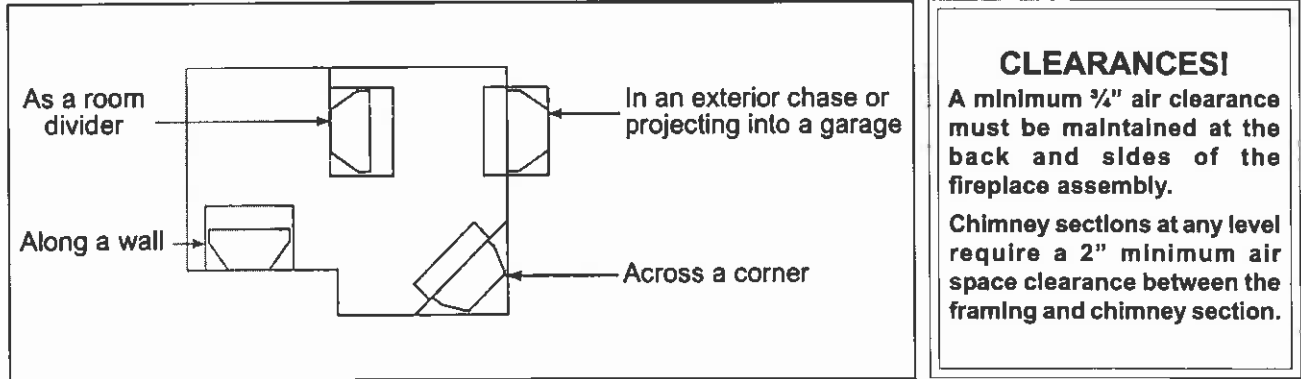 As a room
divider
In an exterior chase or
projecting into a garage
Along a wall
Across a corner
CLEARANCES!
A minimum ¾" air clearance
must be maintained at the
back and sides of the
fireplace assembly.
Chimney sections at any level
require a 2" minimum air
space clearance between the
framing and chimney section.